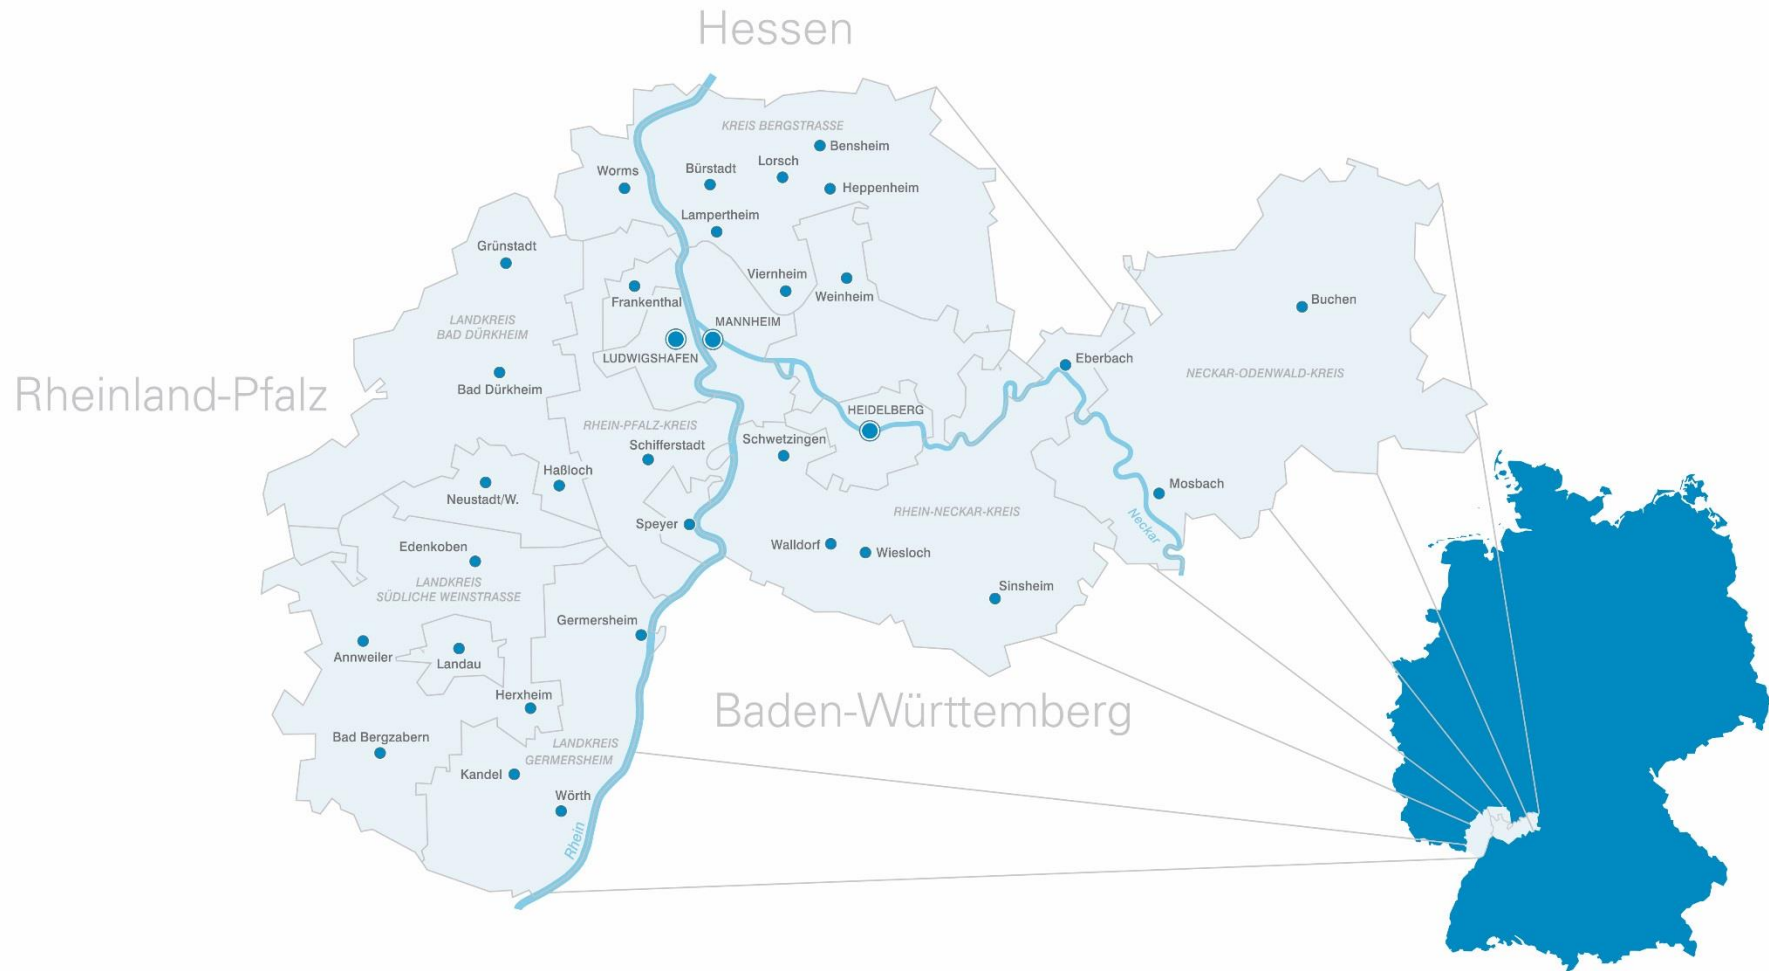 Hessen
KREIS BERGSTRASSE
Bensheim
Lorsch
Bürstadt
Worms
Heppenheim
Lampertheim
Grünstadt
Viernheim
Weinheim
Frankenthal
Buchen
LANDKREIS
BAD DÜRKHEIM
MANNHEIM
LUDWIGSHAFEN
Eberbach
NECKAR-ODENWALD-KREIS
Rheinland-Pfalz
Bad Dürkheim
HEIDELBERG
RHEIN-PFALZ-KREIS
Schifferstadt
Schwetzingen
Haßloch
Neustadt/W.
Mosbach
RHEIN-NECKAR-KREIS
Speyer
Neckar
Edenkoben
Walldorf
Wiesloch
LANDKREIS
SÜDLICHE WEINSTRASSE
Sinsheim
Germersheim
Annweiler
Landau
Herxheim
Baden-Württemberg
Bad Bergzabern
LANDKREIS
GERMERSHEIM
Kandel
Wörth
Rhein